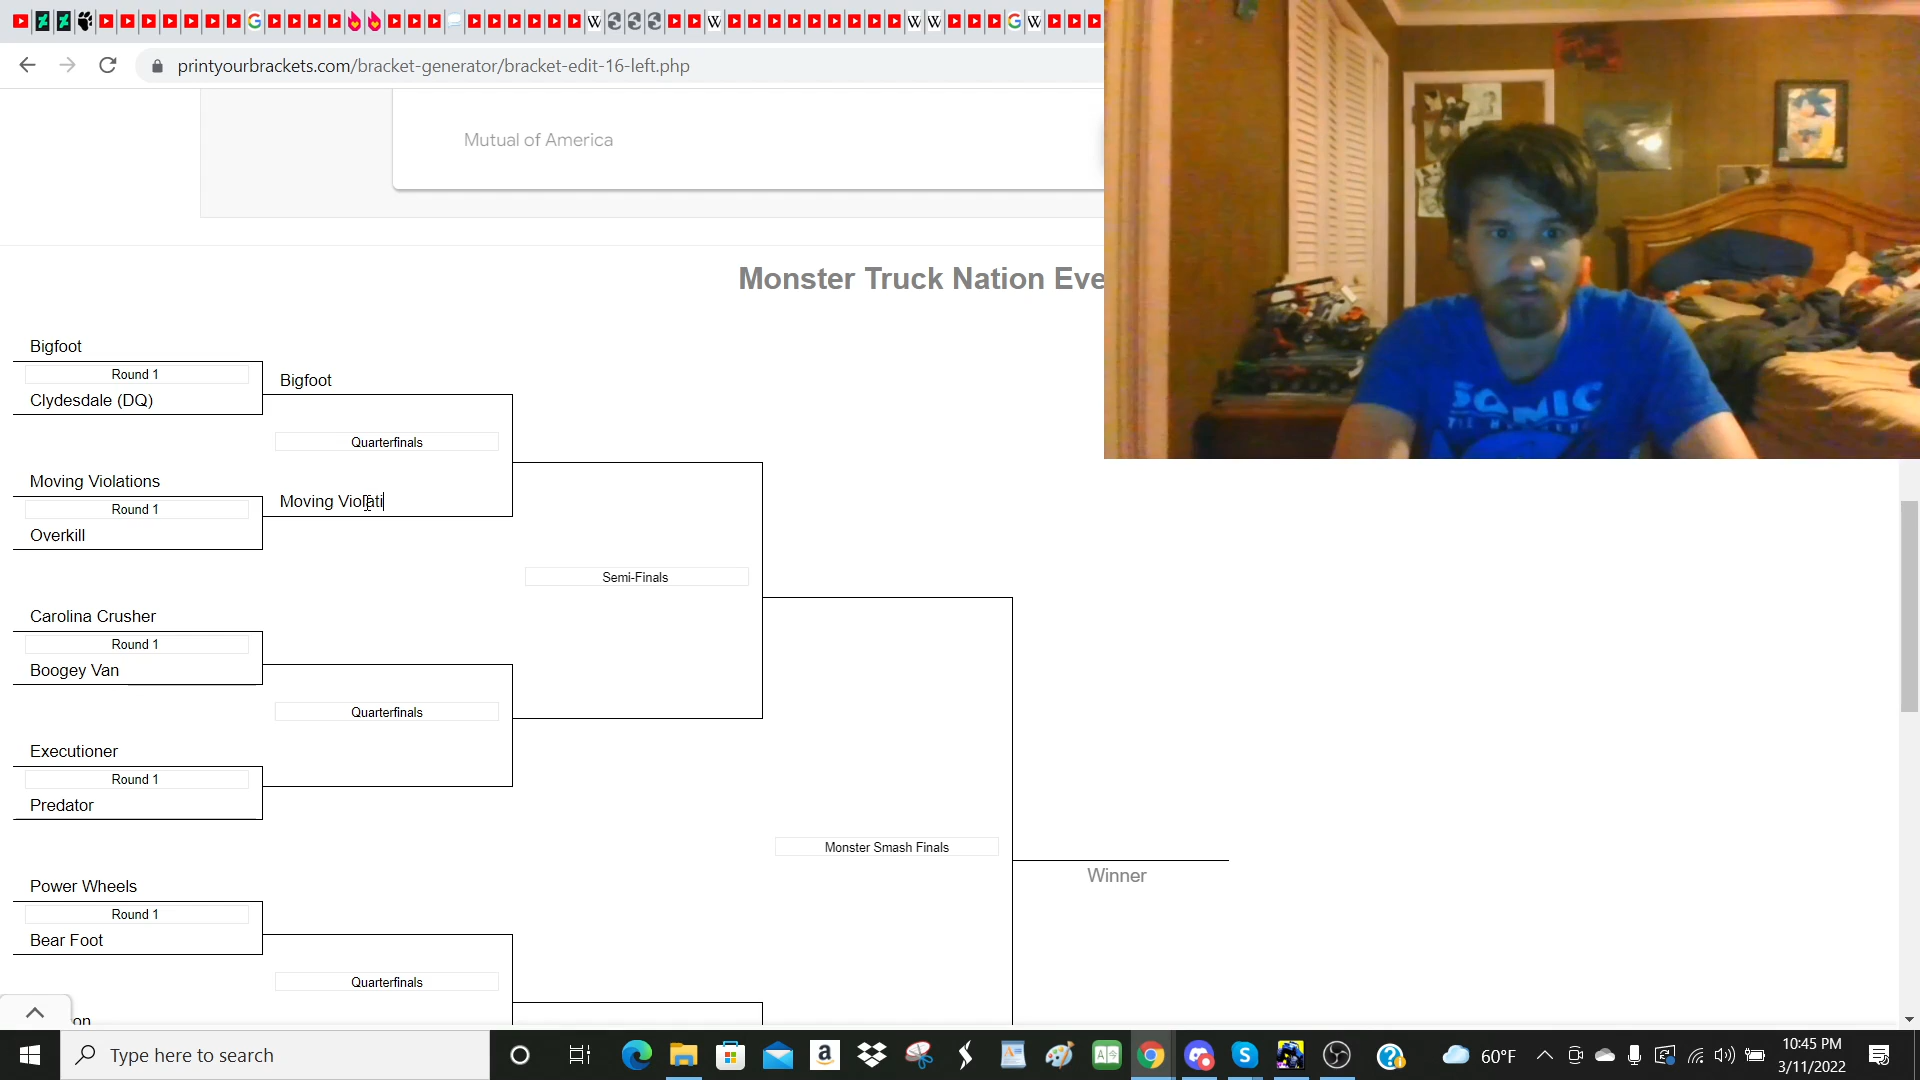 printyourbrackets.com/bracket-generator/bracket-edit-16-left.php
Mutual of America
Monster Truck Nation Eve
Bigfoot
Round 1
Clydesdale (DQ)
Bigfoot
Quarterfinals
Moving Violations
Round 1
Overkill
Moving Violati
Semi-Finals
Carolina Crusher
Round 1
Boogey Van
Quarterfinals
Executioner
Round 1
Predator
Monster Smash Finals
Winner
Power Wheels
Round 1
Bear Foot
Quarterfinals
on
SONIC
THE HEDGEHOG
Type here to search
60°F
10:45 PM
3/11/2022